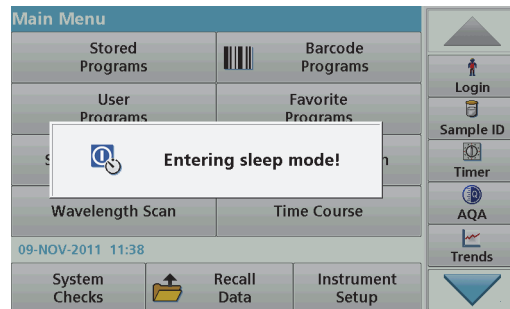 Main Menu
Stored
Programs
Barcode
Programs
User
Programs
Favorite
Programs
Entering sleep mode!
Wavelength Scan
Time Course
09-NOV-2011 11:38
System
Checks
Recall
Data
Instrument
Setup
Login
Sample ID
Timer
AQA
Trends